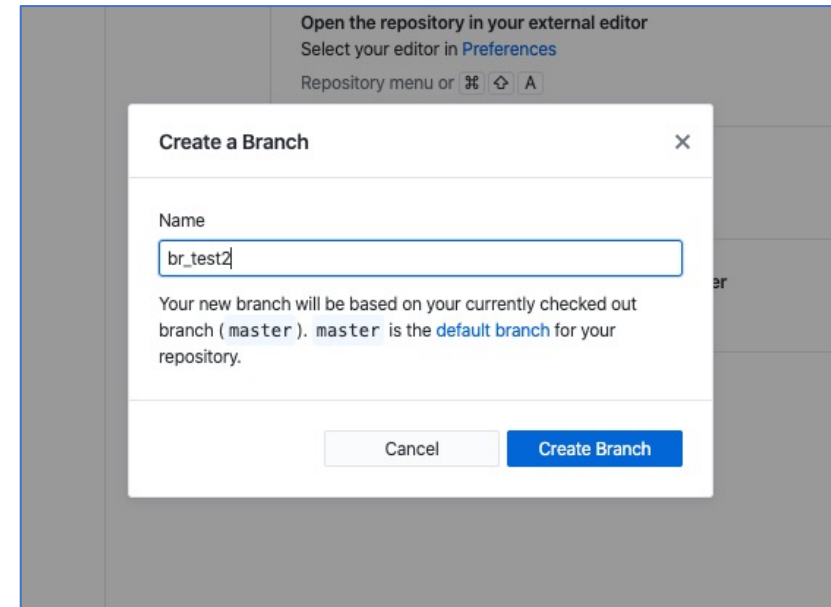 Open the repository in your external editor
Select your editor in Preferences
Repository menu or ⌘ ⇧ A
Create a Branch
Name
br_test2
er
Your new branch will be based on your currently checked out
branch (master). master is the default branch for your
repository.
Cancel
Create Branch